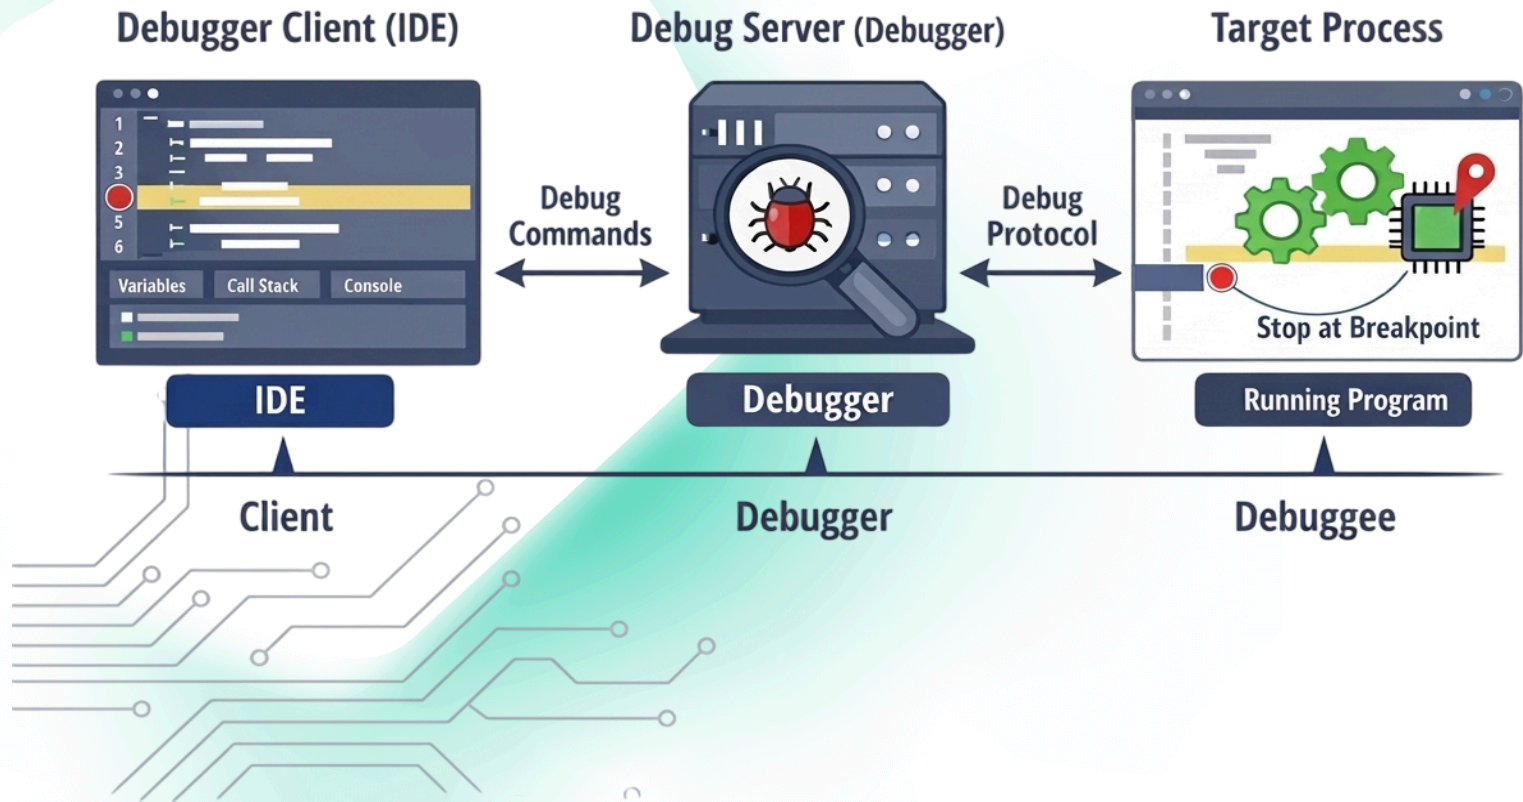 Debugger Client (IDE)
Debug Server (Debugger)
Target Process
1
2
3
5
6
Variables
Call Stack
Console
Debug
Commands
Debug
Protocol
Stop at Breakpoint
IDE
Debugger
Running Program
Client
Debugger
Debuggee